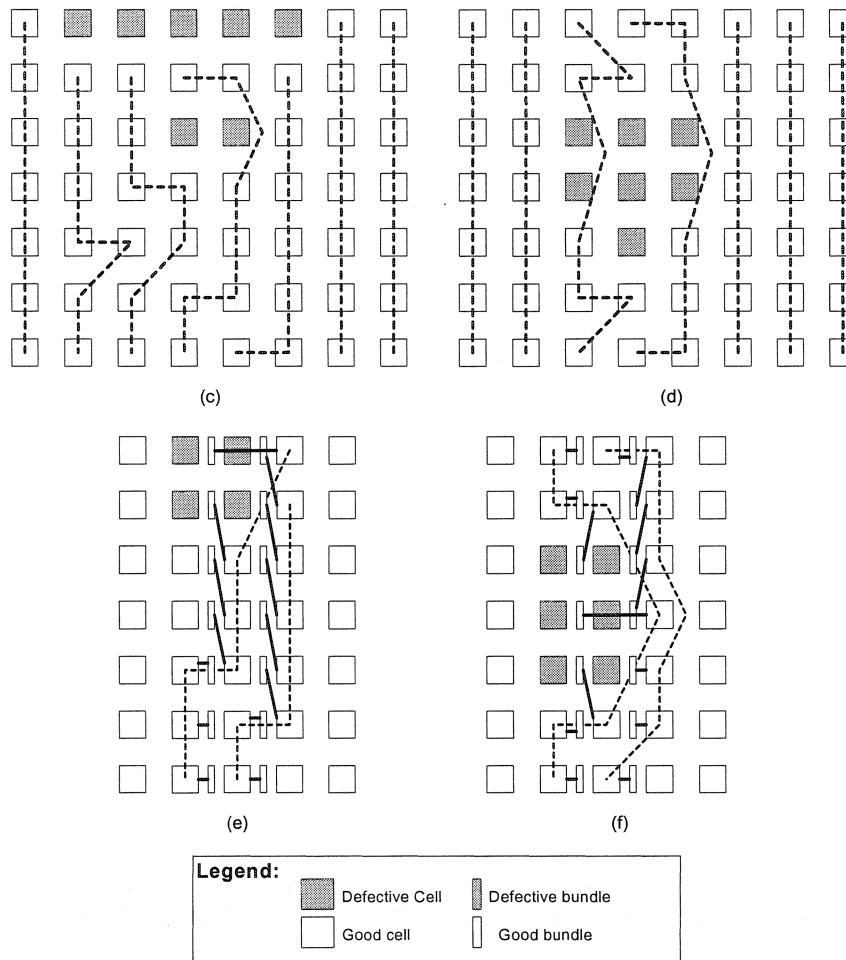 (c)
(d)
(e)
(f)
Legend:
Defective Cell
Defective bundle
Good cell
Good bundle